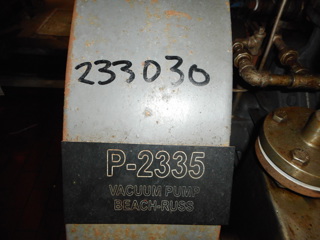 233030
P-2335
VACUUM PUMP
BEACH-RUSS